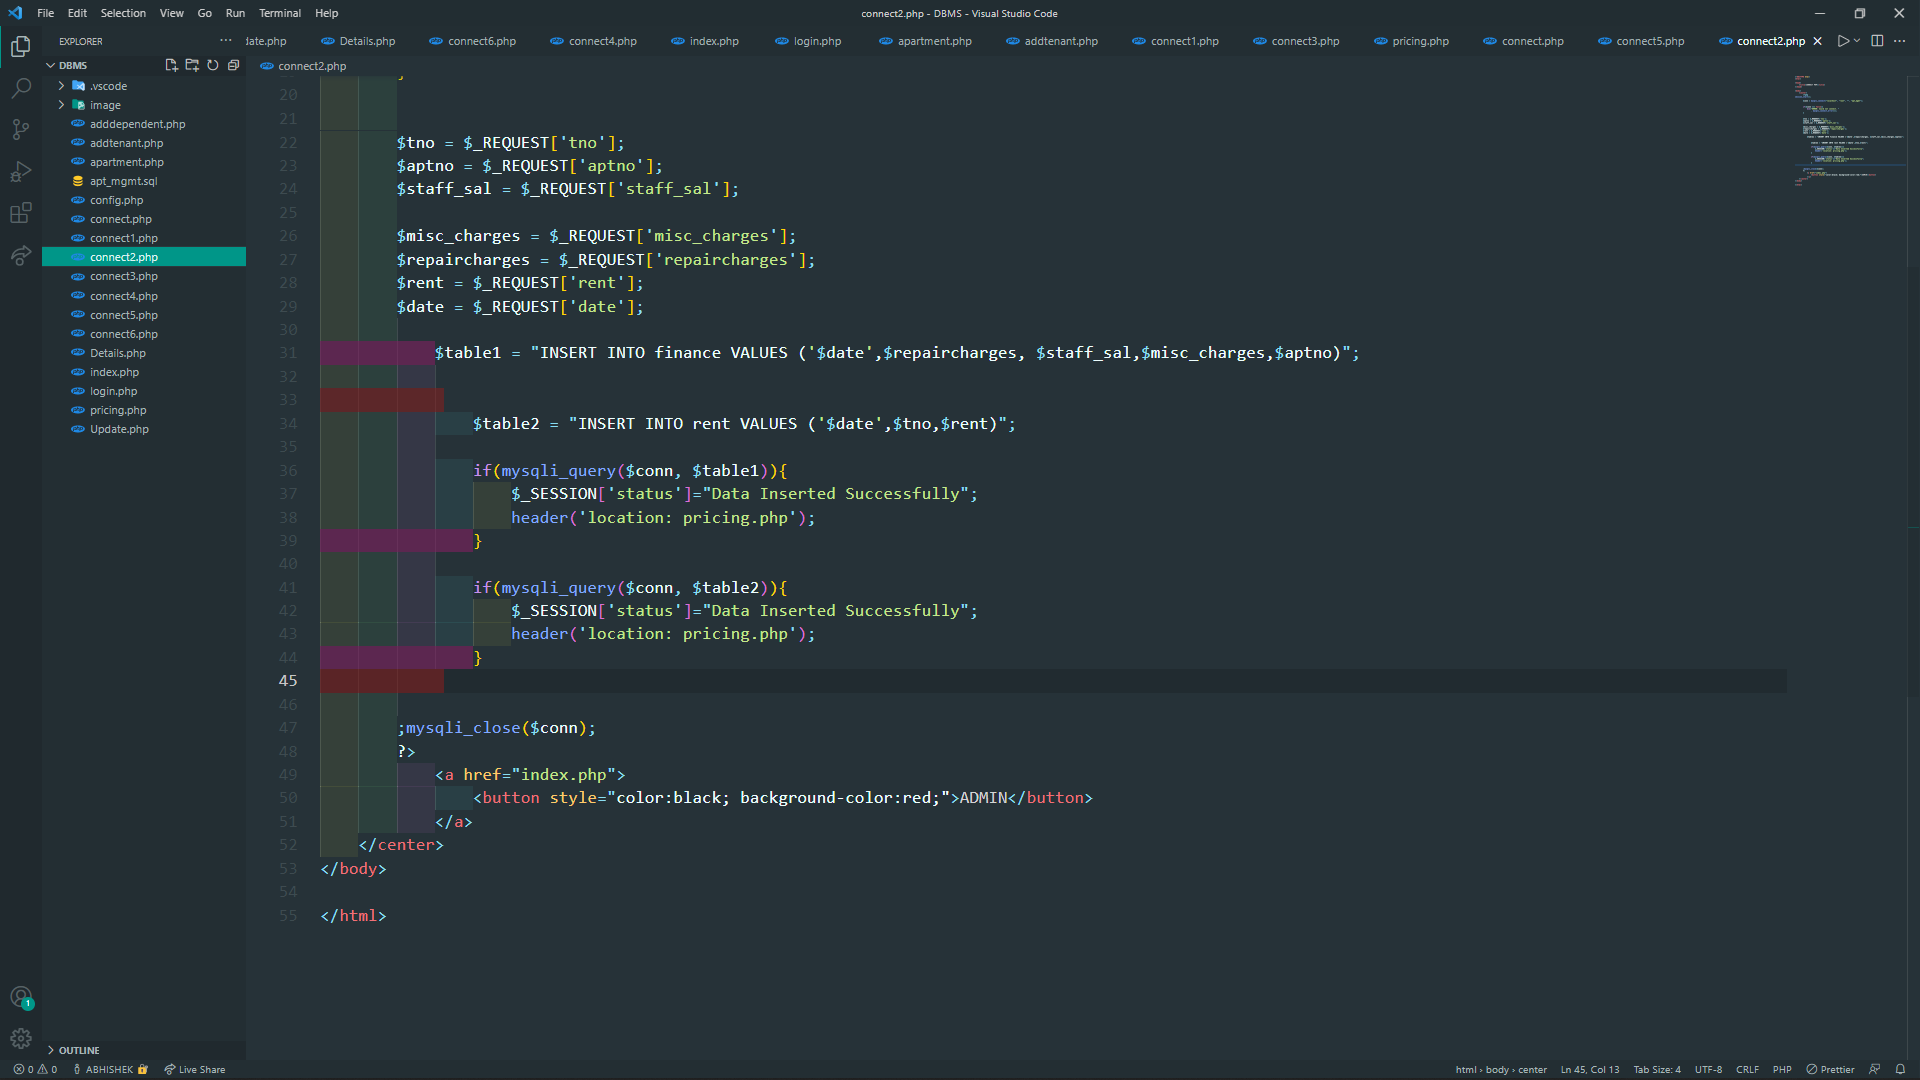 File Edit Selection View Go Run Terminal Help
connect2.php - DBMS - Visual Studio Code
EXPLORER
date.php Details.php connect6.php connect4.php index.php login.php apartment.php addtenant.php connect1.php connect3.php pricing.php connect.php connect5.php connect2.php
DBMS
connect2.php
.vscode
image
adddependent.php
addtenant.php
apartment.php
apt_mgmt.sql
config.php
connect.php
connect1.php
connect2.php
connect3.php
connect4.php
connect5.php
connect6.php
Details.php
index.php
login.php
pricing.php
Update.php
OUTLINE
20
21
22 $tno = $_REQUEST['tno'];
23 $aptno = $_REQUEST['aptno'];
24 $staff_sal = $_REQUEST['staff_sal'];
25
26 $misc_charges = $_REQUEST['misc_charges'];
27 $repaircharges = $_REQUEST['repaircharges'];
28 $rent = $_REQUEST['rent'];
29 $date = $_REQUEST['date'];
30
31 $table1 = "INSERT INTO finance VALUES ('$date',$repaircharges, $staff_sal,$misc_charges,$aptno)";
32
33
34 $table2 = "INSERT INTO rent VALUES ('$date',$tno,$rent)";
35
36 if(mysqli_query($conn, $table1)){
37 $_SESSION['status']="Data Inserted Successfully";
38 header('location: pricing.php');
39 }
40
41 if(mysqli_query($conn, $table2)){
42 $_SESSION['status']="Data Inserted Successfully";
43 header('location: pricing.php');
44 }
45
46
47 ;mysqli_close($conn);
48 ?>
49 <a href="index.php">
50 <button style="color:black; background-color:red;">ADMIN</button>
51 </a>
52 </center>
53 </body>
54
55 </html>
1
0 0 ABHISHEK Live Share
html › body › center Ln 45, Col 13 Tab Size: 4 UTF-8 CRLF PHP Prettier